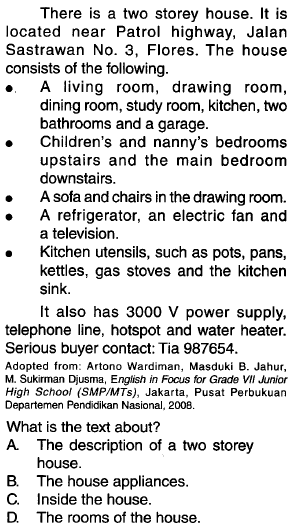 There is a two storey house. It is
located near Patrol highway, Jalan
Sastrawan No. 3, Flores. The house
consists of the following.
• A living room, drawing room,
dining room, study room, kitchen, two
bathrooms and a garage.
• Children's and nanny's bedrooms
upstairs and the main bedroom
downstairs.
• A sofa and chairs in the drawing room.
• A refrigerator, an electric fan and
a television.
• Kitchen utensils, such as pots, pans,
kettles, gas stoves and the kitchen
sink.
It also has 3000 V power supply,
telephone line, hotspot and water heater.
Serious buyer contact: Tia 987654.
Adopted from: Artono Wardiman, Masduki B. Jahur,
M. Sukirman Djusma, English in Focus for Grade VII Junior
High School (SMP/MTs), Jakarta, Pusat Perbukuan
Departemen Pendidikan Nasional, 2008.
What is the text about?
A. The description of a two storey
house.
B. The house appliances.
C. Inside the house.
D. The rooms of the house.